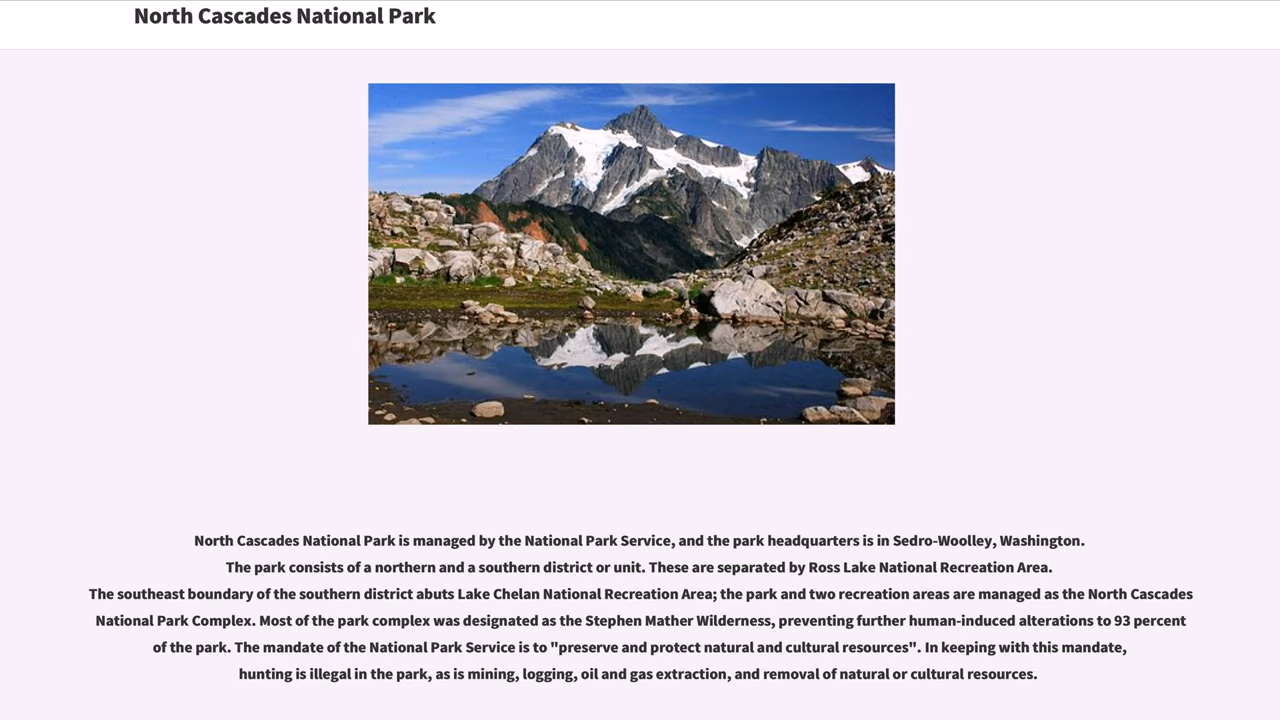 North Cascades National Park
North Cascades National Park is managed by the National Park Service, and the park headquarters is in Sedro-Woolley, Washington.
The park consists of a northern and a southern district or unit. These are separated by Ross Lake National Recreation Area.
The southeast boundary of the southern district abuts Lake Chelan National Recreation Area; the park and two recreation areas are managed as the North Cascades
National Park Complex. Most of the park complex was designated as the Stephen Mather Wilderness, preventing further human-induced alterations to 93 percent
of the park. The mandate of the National Park Service is to "preserve and protect natural and cultural resources". In keeping with this mandate,
hunting is illegal in the park, as is mining, logging, oil and gas extraction, and removal of natural or cultural resources.